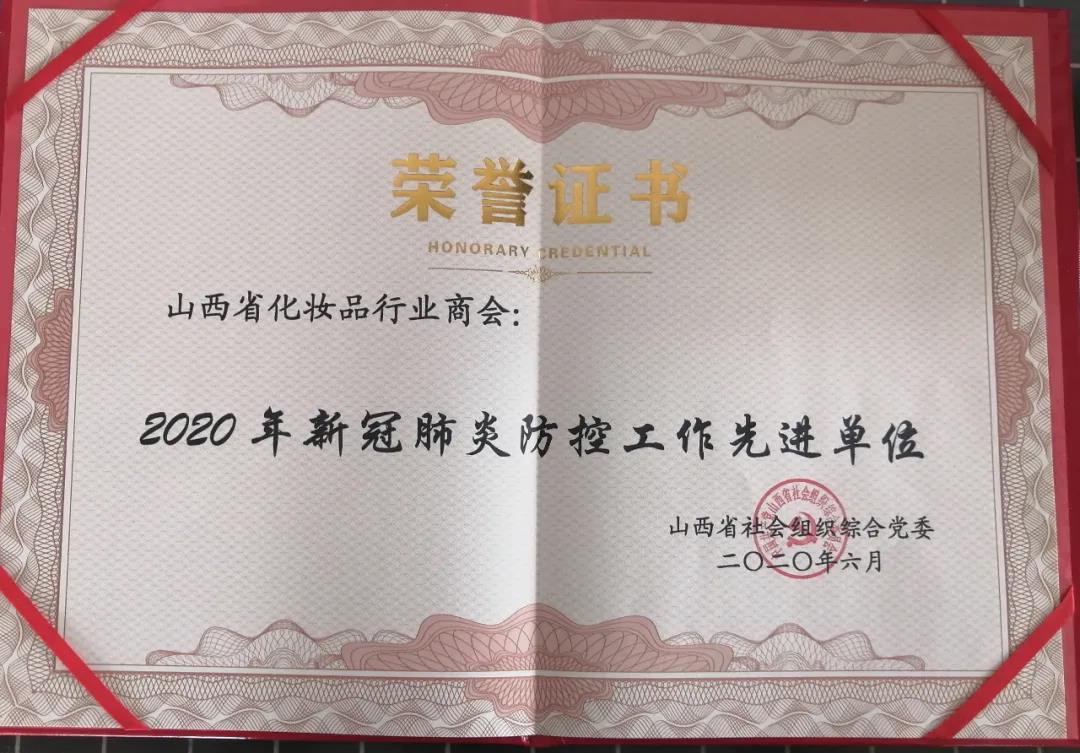 荣誉证书
HONORARY CREDENTIAL
山西省化妆品行业商会:
2020年新冠肺炎防控工作先进单位
山西省社会组织综合党委
二〇二〇年六月